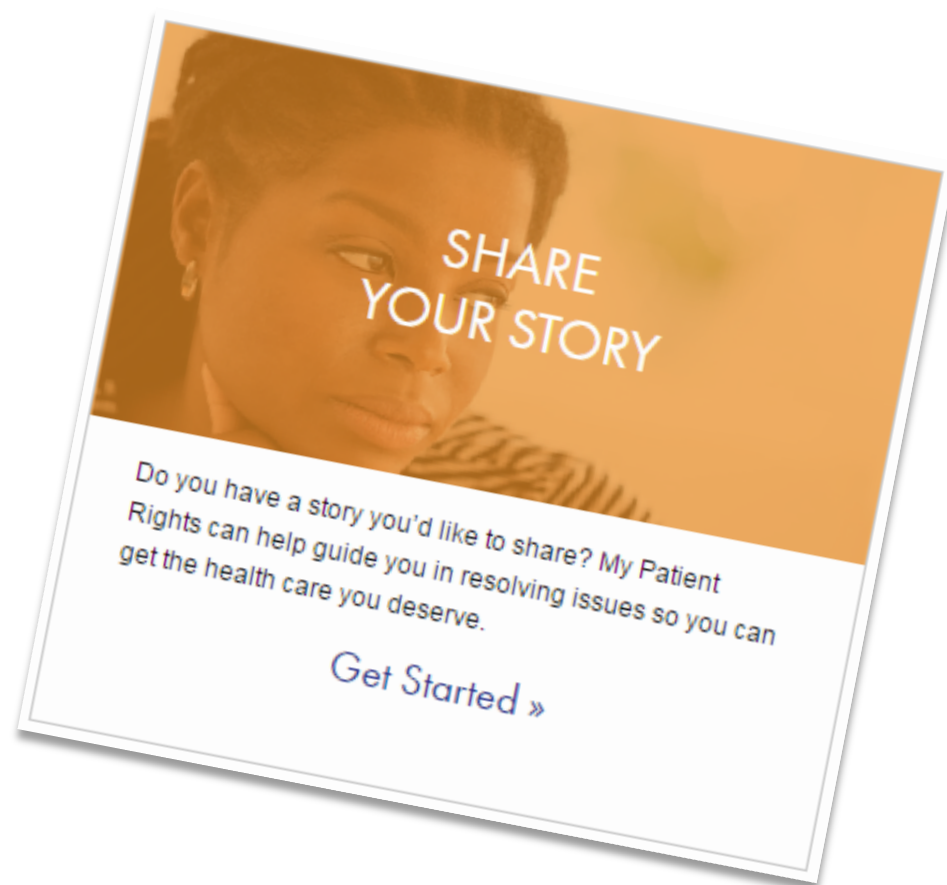 SHARE
YOUR STORY
Do you have a story you'd like to share? My Patient
Rights can help guide you in resolving issues so you can
get the health care you deserve.
Get Started »